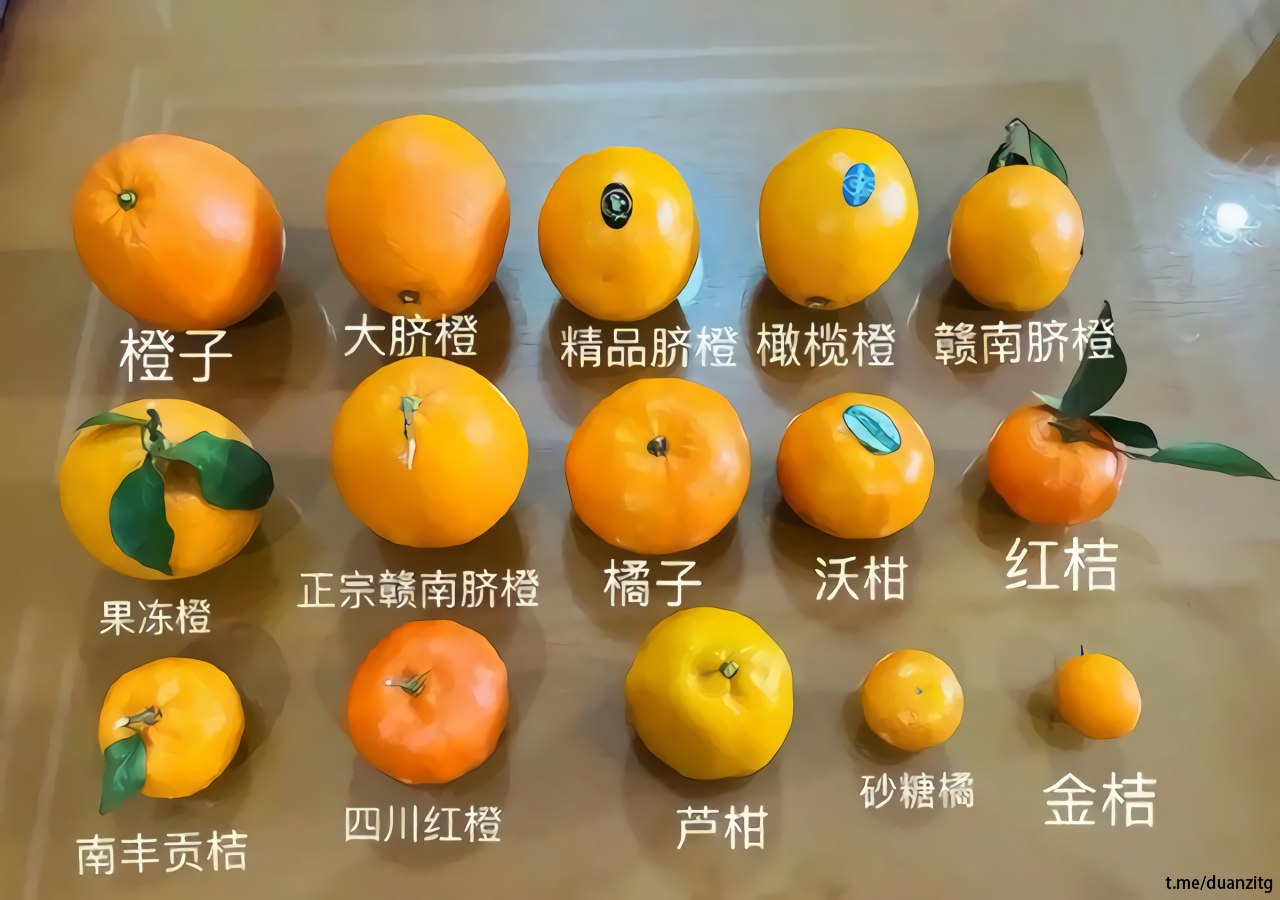 橙子
大脐橙
精品脐橙
橄榄橙
赣南脐橙
果冻橙
正宗赣南脐橙
橘子
沃柑
红桔
南丰贡桔
四川红橙
芦柑
砂糖橘
金桔
t.me/duanzitg